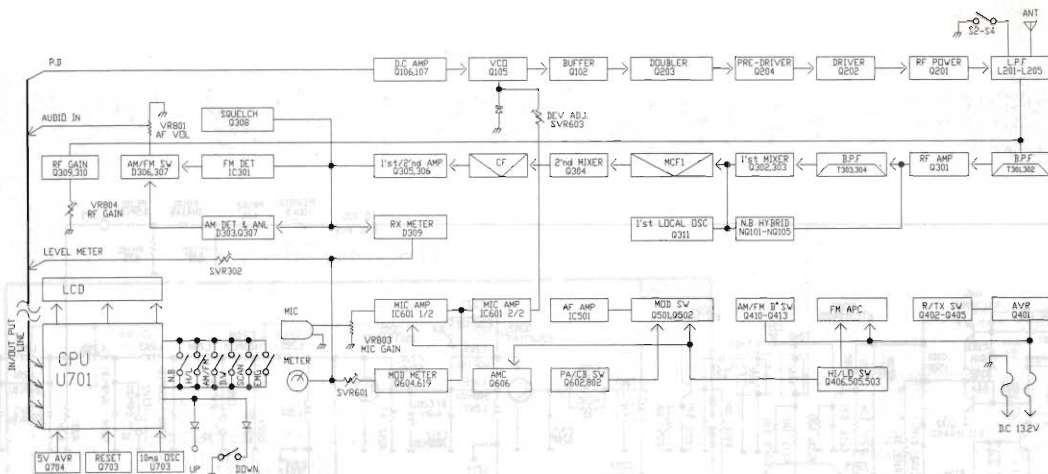 ANT
S2-S4
P.D
D.C AMP
Q106,107
VCO
Q105
BUFFER
Q102
DOUBLER
Q203
PRE-DRIVER
Q204
DRIVER
Q202
RF POWER
Q201
L.P.F
L201-L205
AUDIO IN
VR801
AF VOL
SQUELCH
Q308
DEV ADJ.
SVR603
RF GAIN
Q309,310
AM/FM SW
D306,307
FM DET
IC301
1'st/2'nd AMP
Q305,306
CF
2'nd MIXER
Q304
MCF1
1'st MIXER
Q302,303
B.P.F
T303,304
RF AMP
Q301
B.P.F
T301,302
VR804
RF GAIN
AM DET & ANL
D303,Q307
RX METER
D309
1'st LOCAL OSC
Q311
N.B HYBRID
NQ101-NQ105
LEVEL METER
SVR302
LCD
MIC
MIC AMP
IC601 1/2
MIC AMP
IC601 2/2
AF AMP
IC501
MOD SW
Q501,Q502
AM/FM B+ SW
Q410-Q413
FM APC
R/TX SW
Q402-Q405
AVR
Q401
IN/OUT PUT
LINE
CPU
U701
N.B
H/L
AM/FM
D.W
SCAN
EMG
METER
VR803
MIC GAIN
SVR601
MOD METER
Q604,619
AMC
Q606
PA/CB SW
Q602,802
HI/LO SW
Q406,505,503
D.C 13.2V
5V AVR
Q704
RESET
Q703
10ms OSC
U703
UP
DOWN